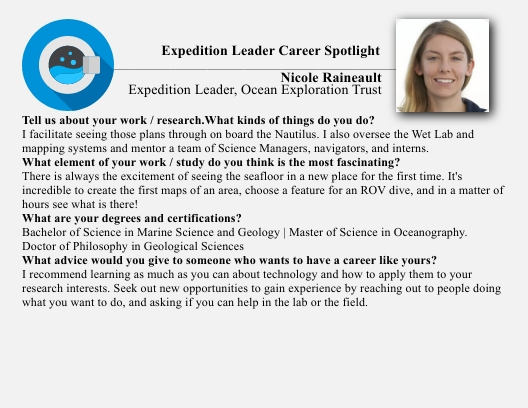 Expedition Leader Career Spotlight
Nicole Raineault
Expedition Leader, Ocean Exploration Trust
Tell us about your work / research.What kinds of things do you do?
I facilitate seeing those plans through on board the Nautilus. I also oversee the Wet Lab and
mapping systems and mentor a team of Science Managers, navigators, and interns.
What element of your work / study do you think is the most fascinating?
There is always the excitement of seeing the seafloor in a new place for the first time. It's
incredible to create the first maps of an area, choose a feature for an ROV dive, and in a matter of
hours see what is there!
What are your degrees and certifications?
Bachelor of Science in Marine Science and Geology | Master of Science in Oceanography.
Doctor of Philosophy in Geological Sciences
What advice would you give to someone who wants to have a career like yours?
I recommend learning as much as you can about technology and how to apply them to your
research interests. Seek out new opportunities to gain experience by reaching out to people doing
what you want to do, and asking if you can help in the lab or the field.